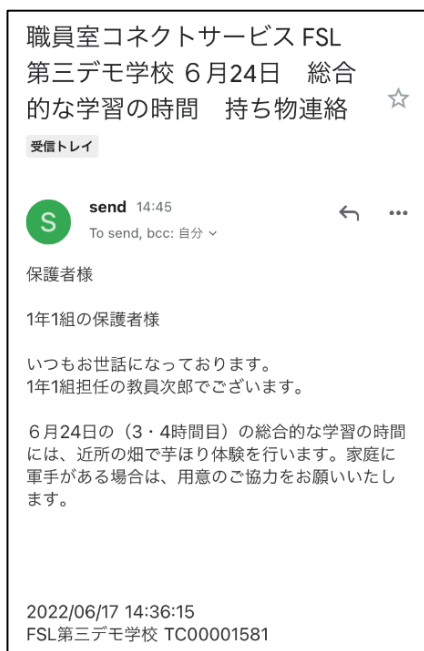 職員室コネクトサービス FSL
第三デモ学校 6月24日　総合
的な学習の時間　持ち物連絡
受信トレイ
S
send 14:45
To send, bcc: 自分
保護者様
1年1組の保護者様
いつもお世話になっております。
1年1組担任の教員次郎でございます。
６月24日の（3・4時間目）の総合的な学習の時間
には、近所の畑で芋ほり体験を行います。家庭に
軍手がある場合は、用意のご協力をお願いいたし
ます。
2022/06/17 14:36:15
FSL第三デモ学校 TC00001581